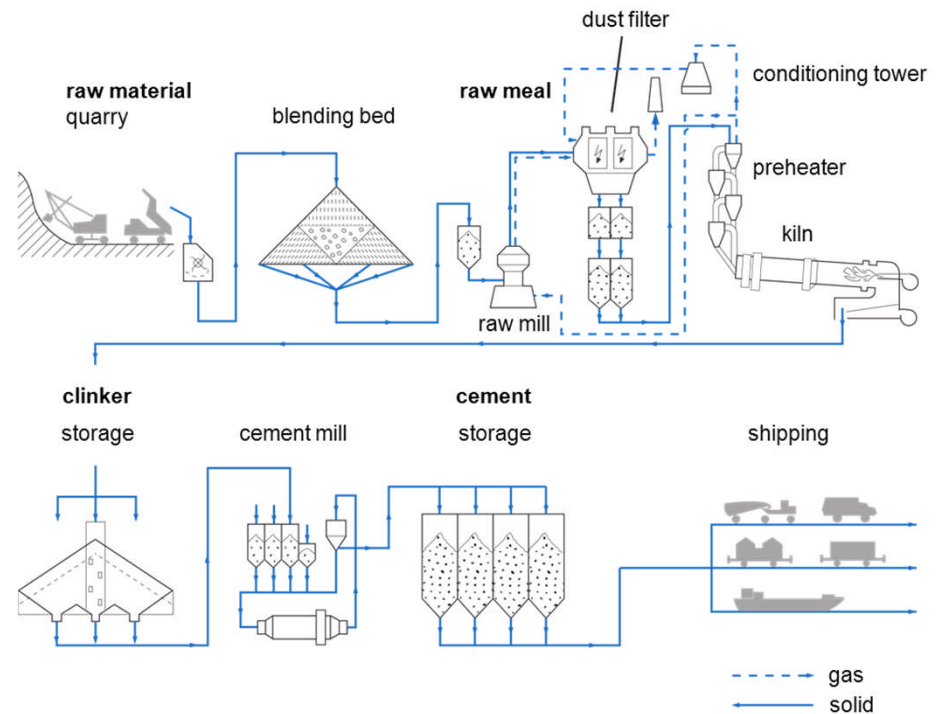 dust filter
conditioning tower
raw material
quarry
blending bed
raw meal
preheater
kiln
raw mill
clinker
storage
cement mill
cement
storage
shipping
gas
solid